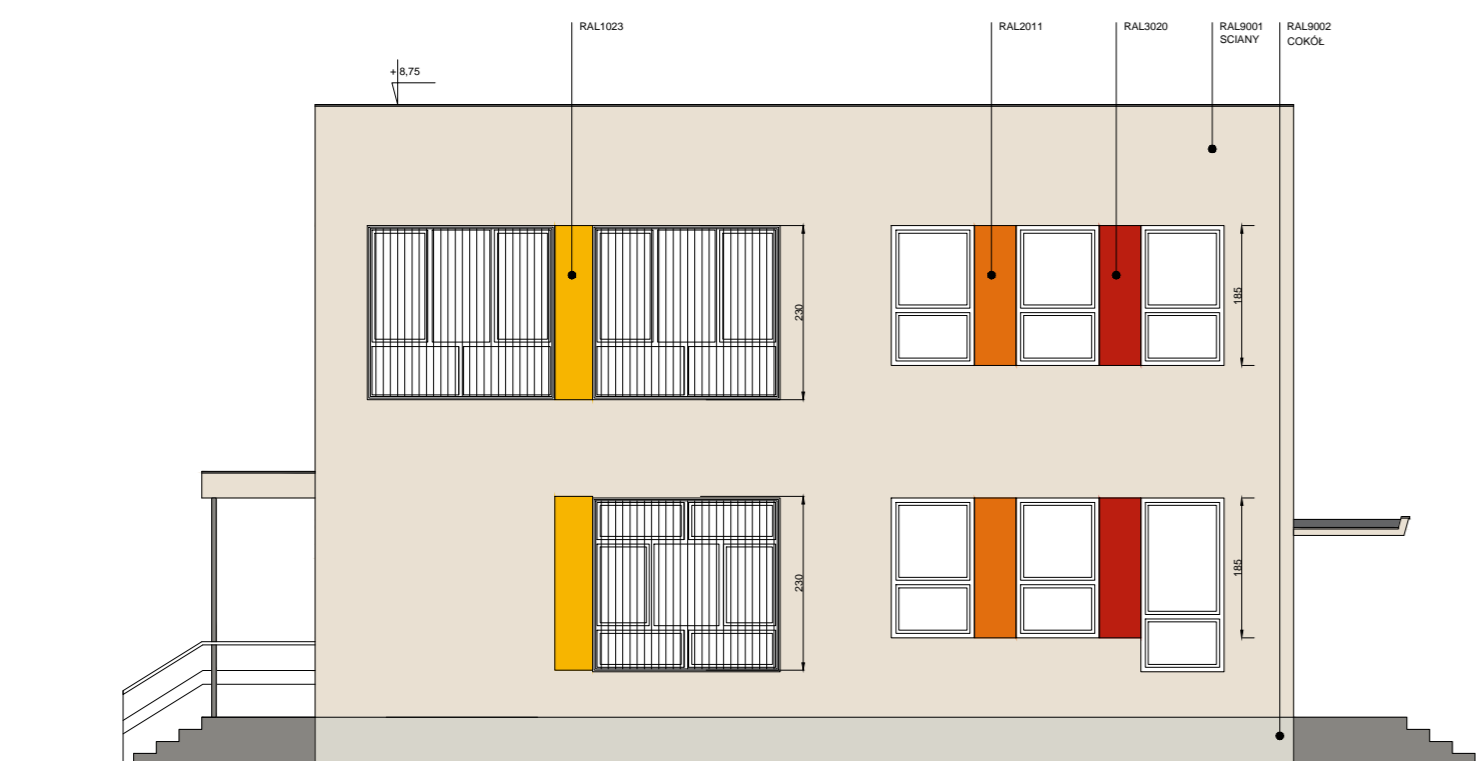 RAL1023
RAL2011
RAL3020
RAL9001
SCIANY
RAL9002
COKÓŁ
+8,75
230
185
230
185